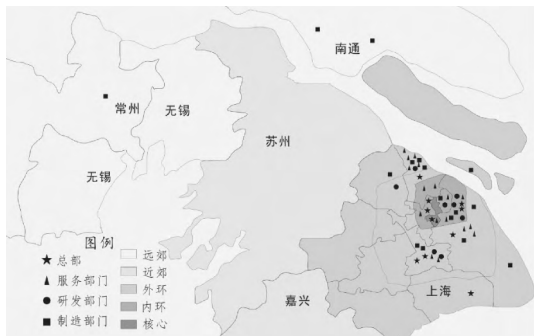 南通
常州
无锡
苏州
无锡
图例
总部
服务部门
研发部门
制造部门
远郊
近郊
外环
内环
核心
嘉兴
上海